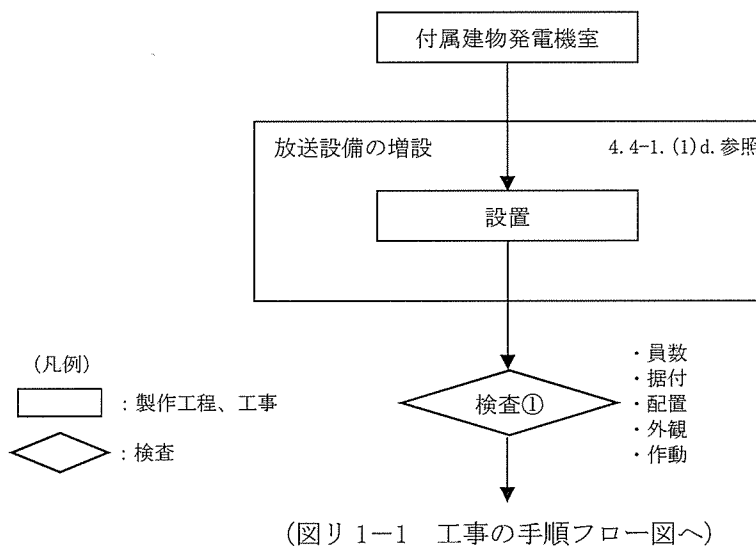 付属建物発電機室
放送設備の増設 4.4-1.(1)d.参照
設置
検査①
・員数
・据付
・配置
・外観
・作動
(凡例)
：製作工程、工事
：検査
(図リ 1－1 工事の手順フロー図へ)